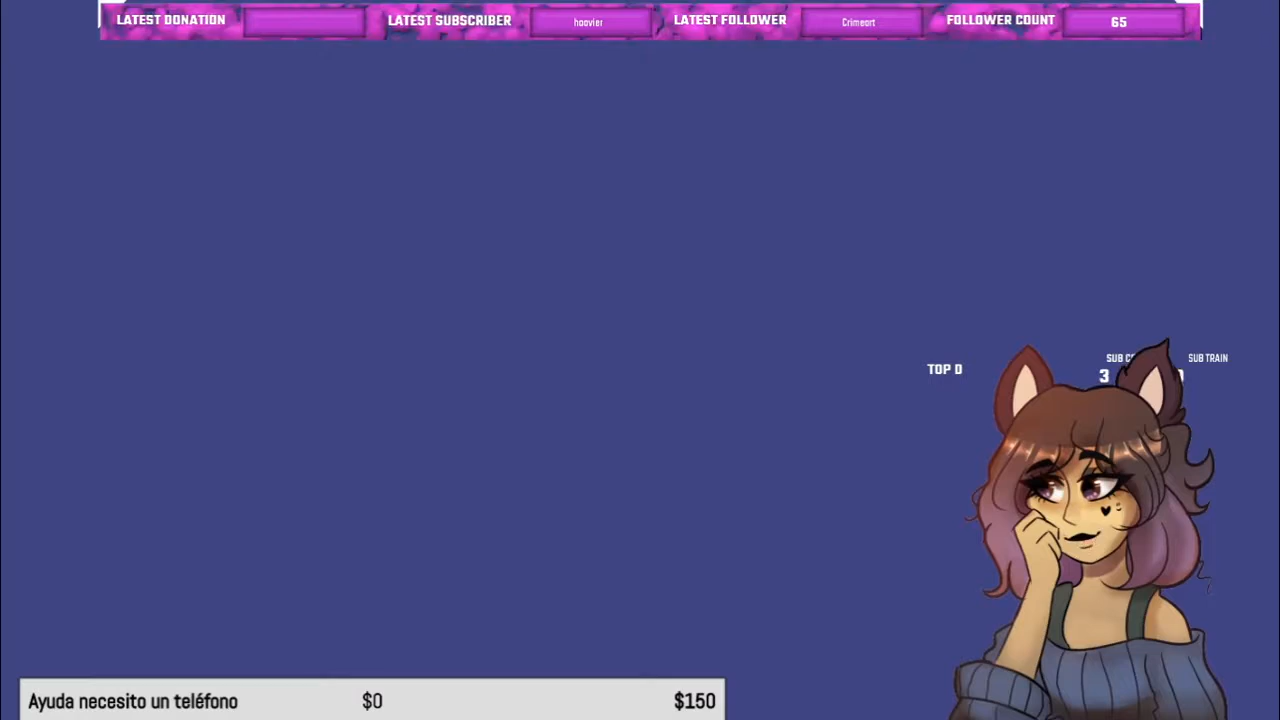 LATEST DONATION
LATEST SUBSCRIBER hoovier
LATEST FOLLOWER Crimeart
FOLLOWER COUNT 65
TOP D
SUB C
3
SUB TRAIN
Ayuda necesito un teléfono $0 $150